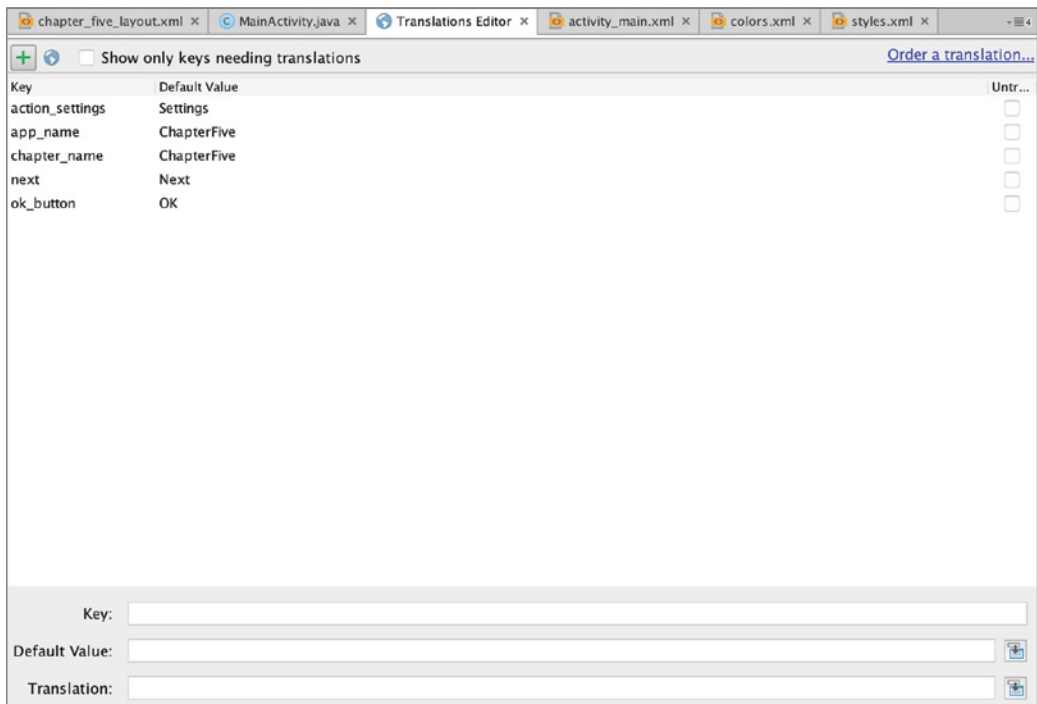 chapter_five_layout.xml × MainActivity.java × Translations Editor × activity_main.xml × colors.xml × styles.xml × 4
Show only keys needing translations Order a translation...
Key Default Value Untr...
action_settings Settings
app_name ChapterFive
chapter_name ChapterFive
next Next
ok_button OK
Key:
Default Value:
Translation: